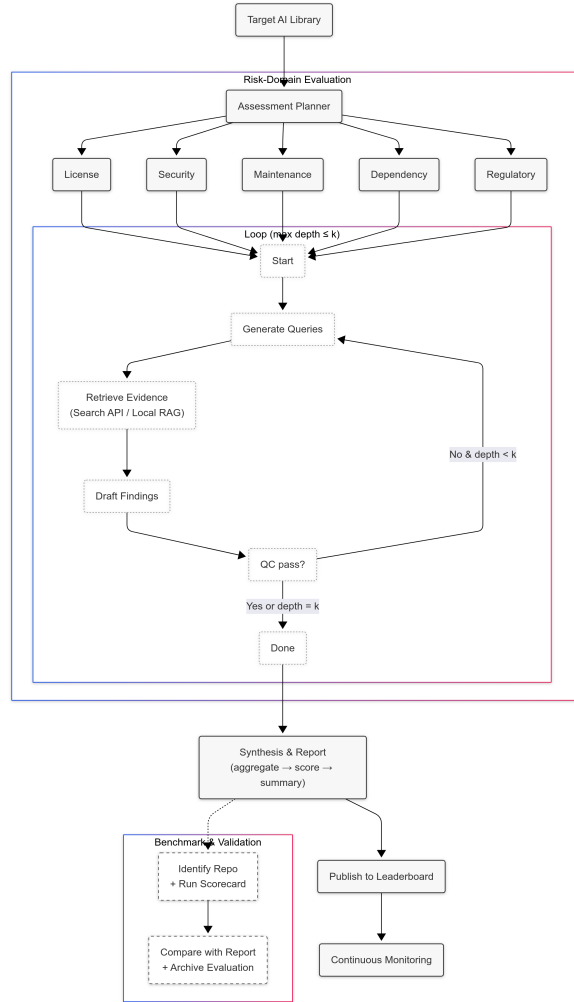 Target AI Library
Risk-Domain Evaluation
Assessment Planner
License
Security
Maintenance
Dependency
Regulatory
Loop (max depth ≤ k)
Start
Generate Queries
Retrieve Evidence
(Search API / Local RAG)
No & depth < k
Draft Findings
QC pass?
Yes or depth = k
Done
Synthesis & Report
(aggregate → score →
summary)
Benchmark & Validation
Identify Repo
+ Run Scorecard
Publish to Leaderboard
Compare with Report
+ Archive Evaluation
Continuous Monitoring